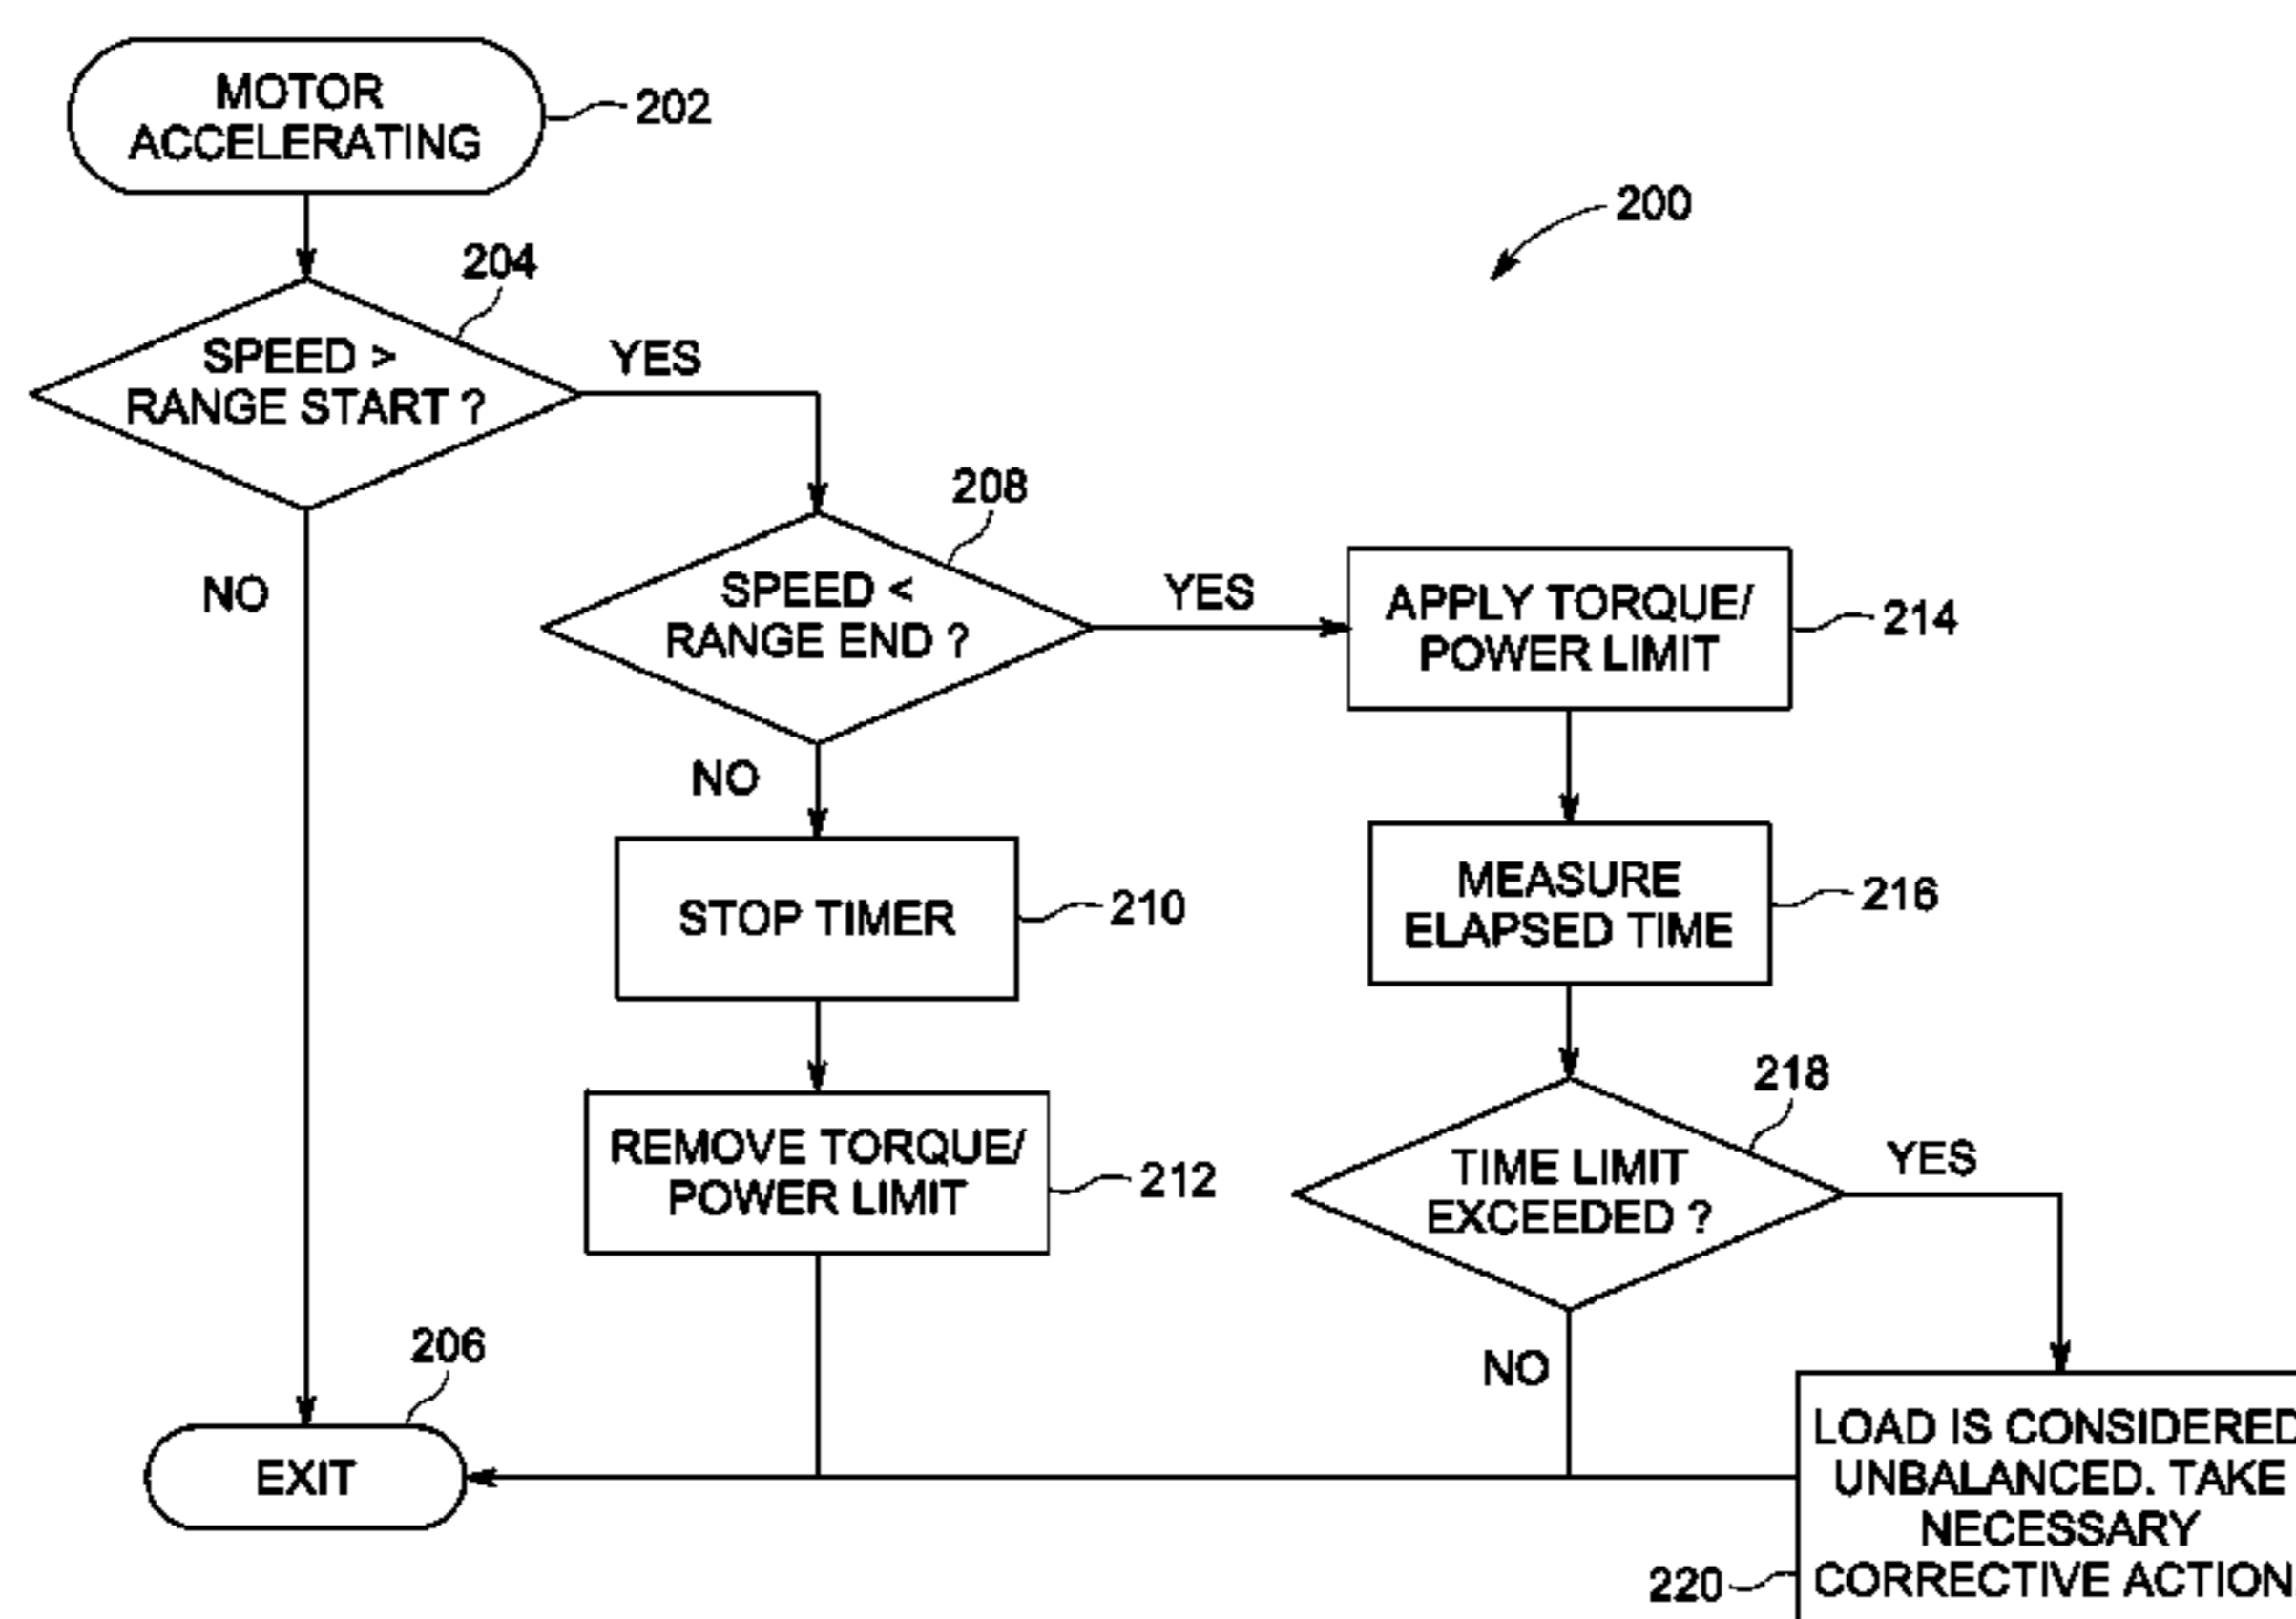 MOTOR
ACCELERATING
202
200
204
SPEED >
RANGE START ?
YES
NO
208
SPEED <
RANGE END ?
YES
NO
APPLY TORQUE/
POWER LIMIT
214
STOP TIMER
210
MEASURE
ELAPSED TIME
216
REMOVE TORQUE/
POWER LIMIT
212
218
TIME LIMIT
EXCEEDED ?
YES
NO
206
EXIT
LOAD IS CONSIDERED
UNBALANCED. TAKE
NECESSARY
CORRECTIVE ACTION
220